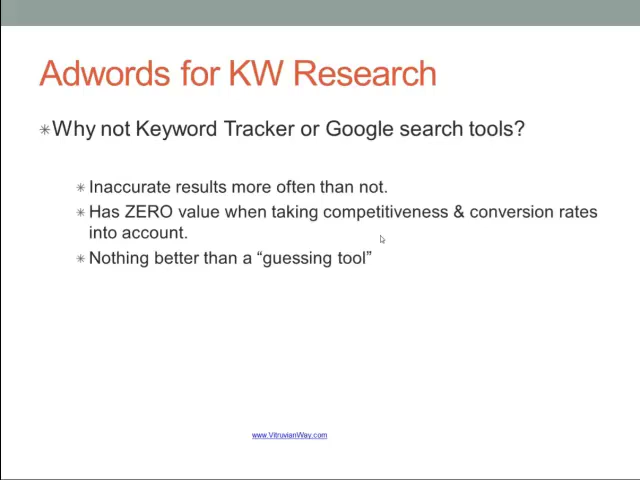 Adwords for KW Research
Why not Keyword Tracker or Google search tools?
Inaccurate results more often than not.
Has ZERO value when taking competitiveness & conversion rates
into account.
Nothing better than a “guessing tool”
www.VitruvianWay.com